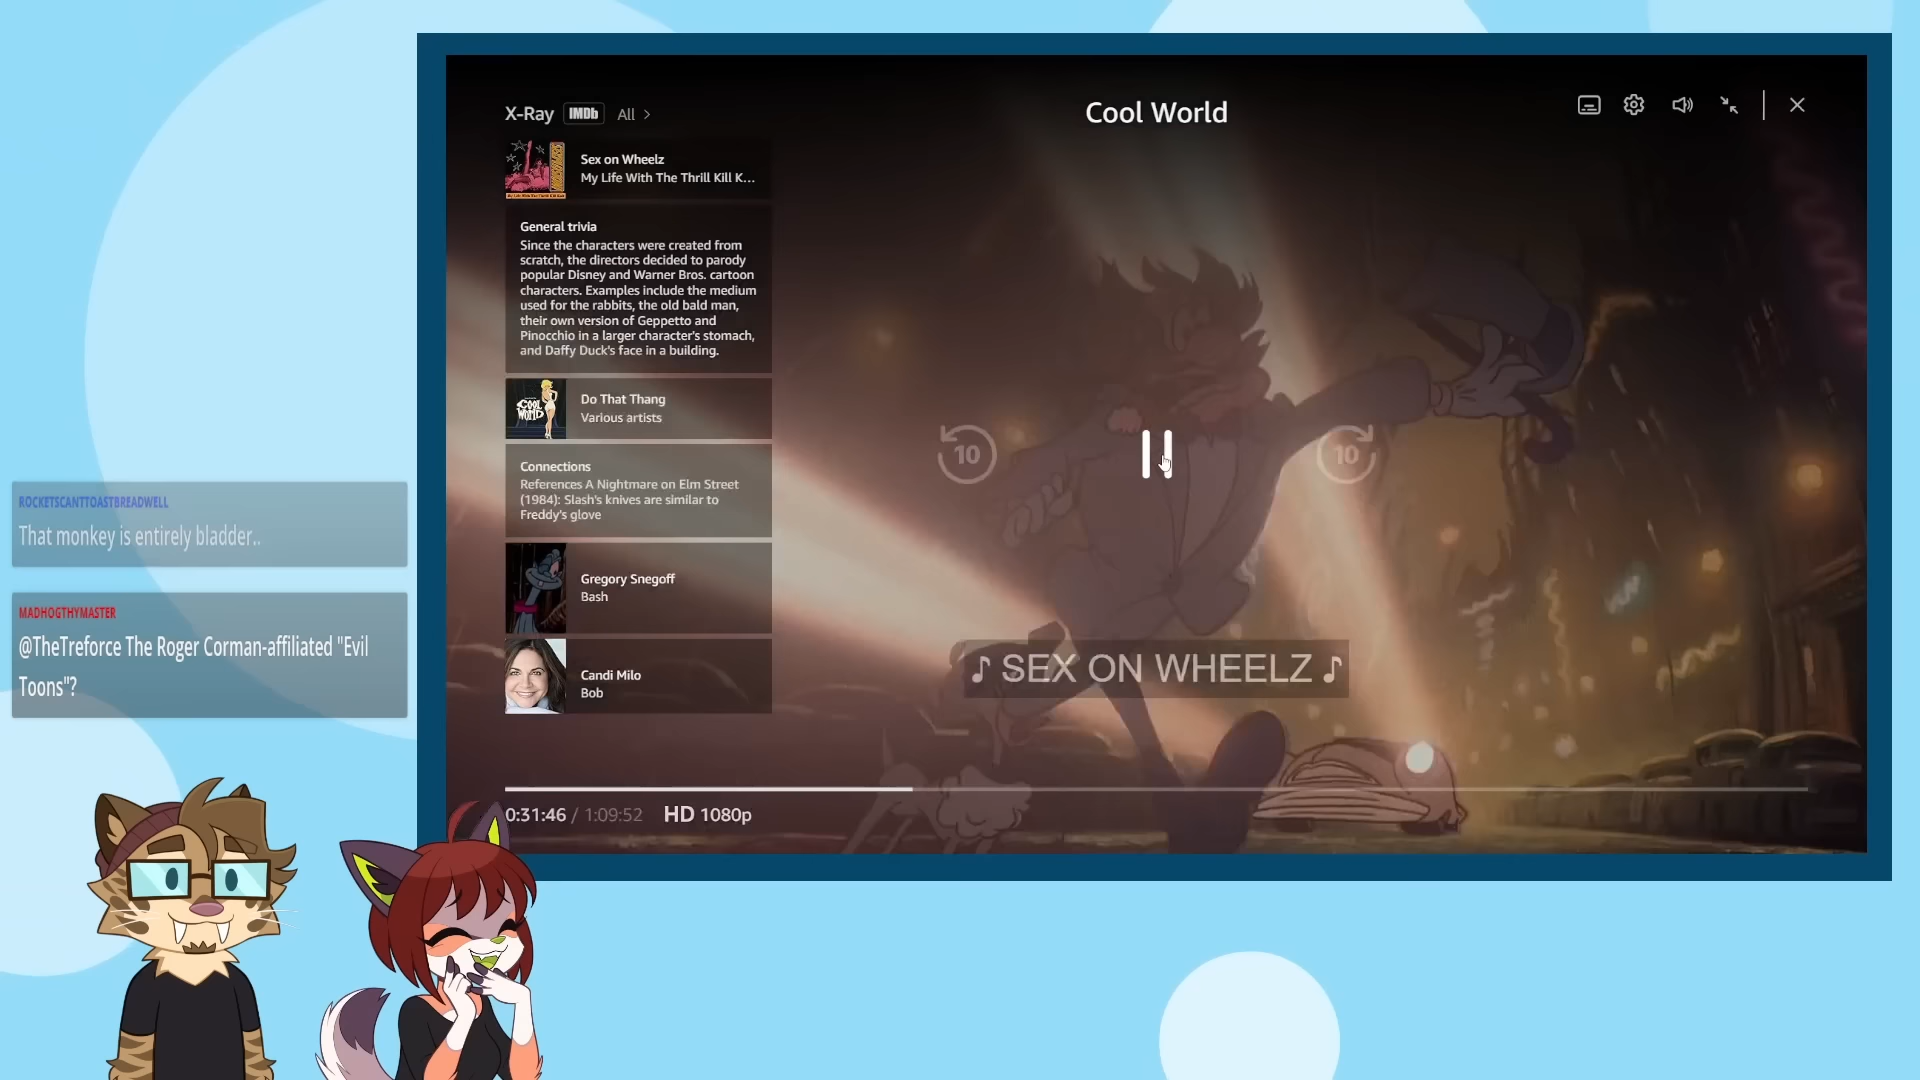 X-Ray IMDb All >
Cool World
Sex on Wheelz
My Life With The Thrill Kill K...
General trivia
Since the characters were created from
scratch, the directors decided to parody
popular Disney and Warner Bros. cartoon
characters. Examples include the medium
used for the rabbits, the old bald man,
their own version of Geppetto and
Pinocchio in a larger character's stomach,
and Daffy Duck's face in a building.
COOL
WORLD
Do That Thang
Various artists
Connections
References A Nightmare on Elm Street
(1984): Slash's knives are similar to
Freddy's glove
Gregory Snegoff
Bash
Candi Milo
Bob
10
10
♪ SEX ON WHEELZ ♪
0:31:46 / 1:09:52 HD 1080p
ROCKETSCANTTOASTBREADWELL
That monkey is entirely bladder..
MADHOGTHYMASTER
@TheTreforce The Roger Corman-affiliated "Evil
Toons"?